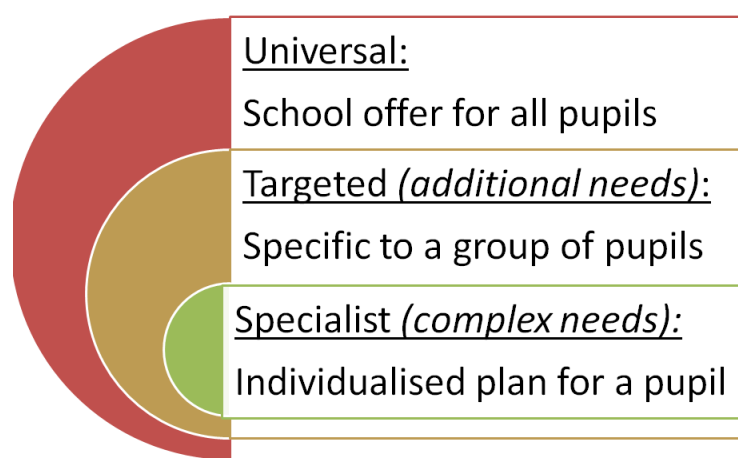 Universal:
School offer for all pupils
Targeted (additional needs):
Specific to a group of pupils
Specialist (complex needs):
Individualised plan for a pupil